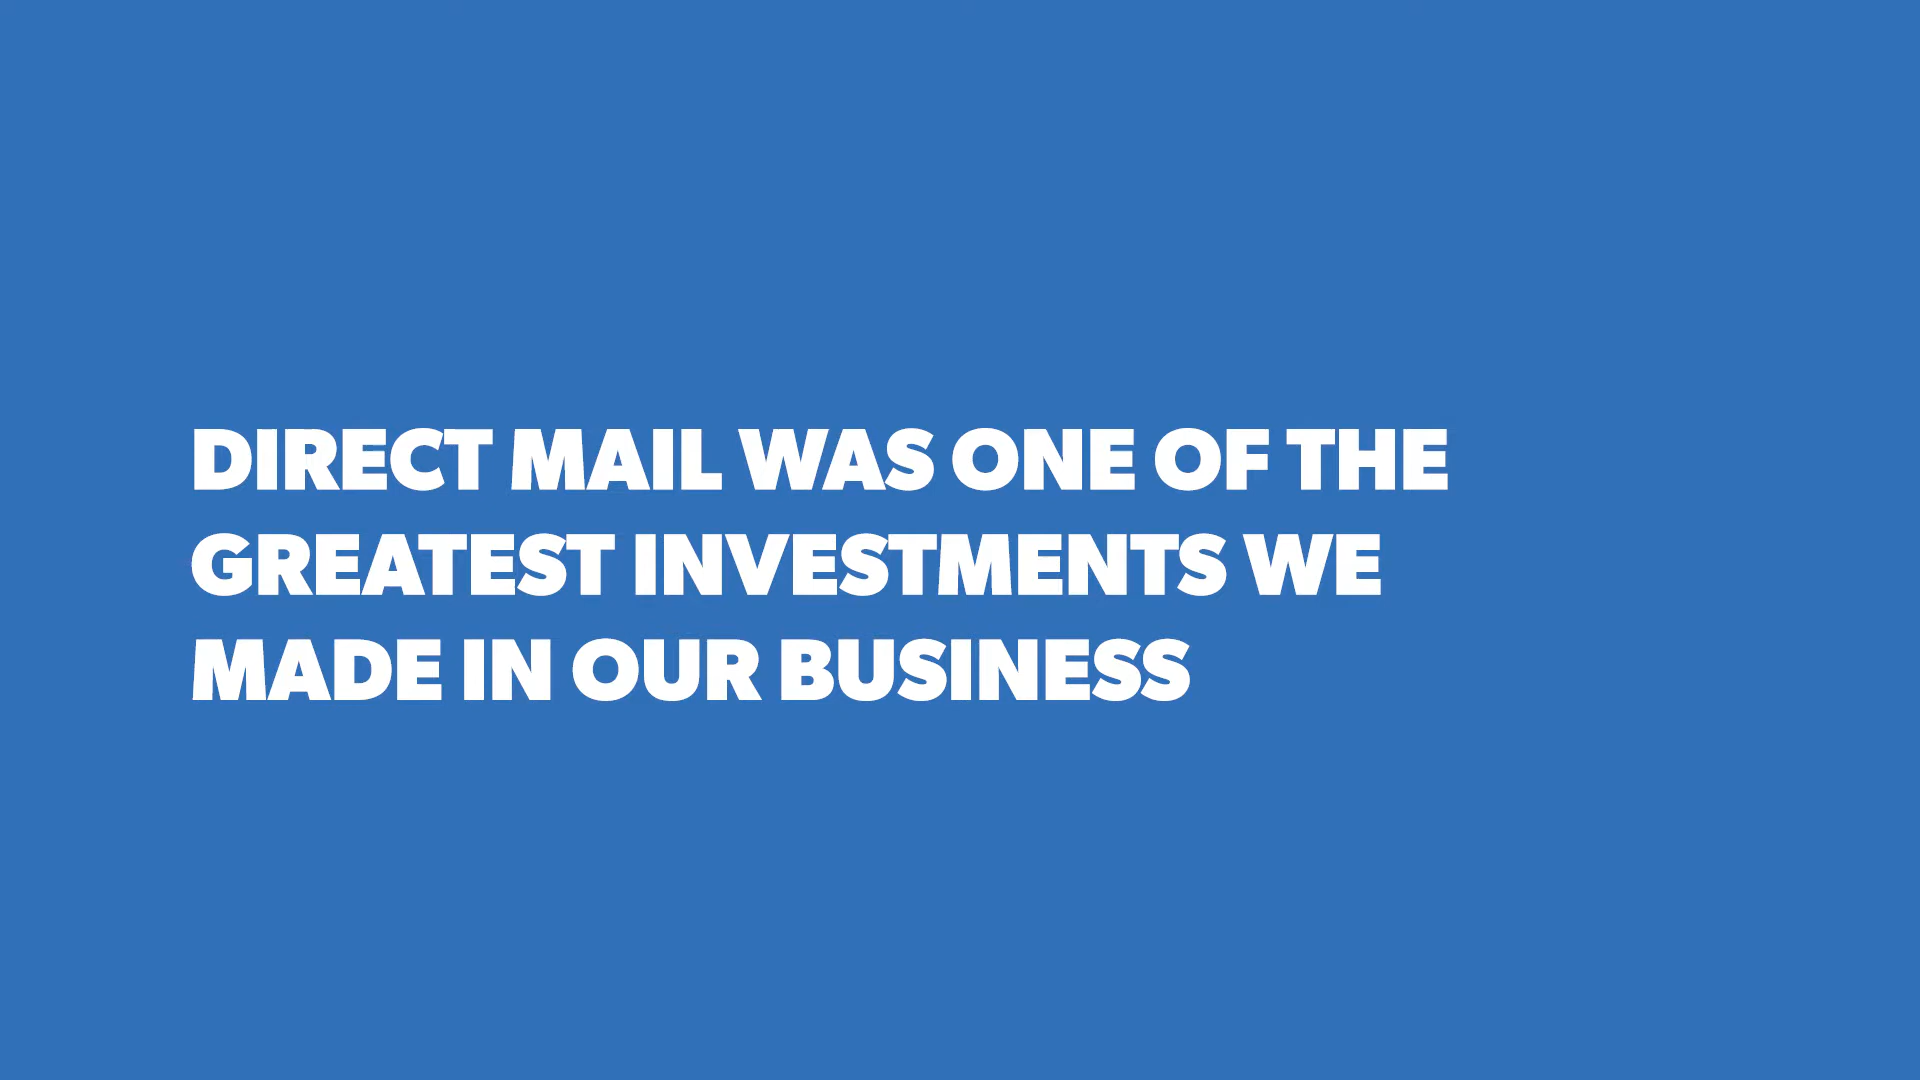 DIRECT MAIL WAS ONE OF THE
GREATEST INVESTMENTS WE
MADE IN OUR BUSINESS